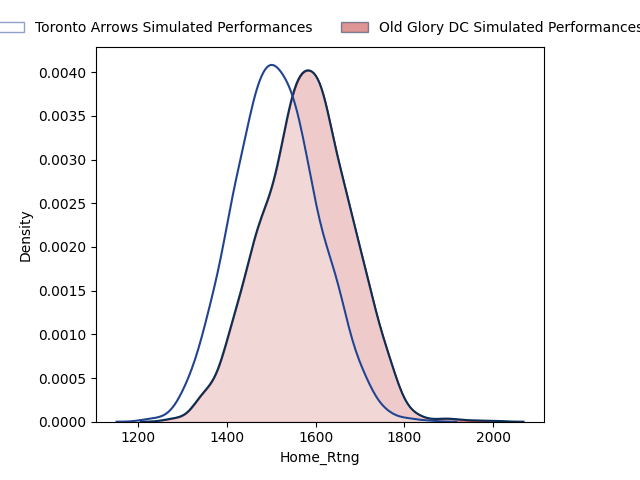 Toronto Arrows Simulated Performances
Old Glory DC Simulated Performances
0.0040
0.0035
0.0030
0.0025
0.0020
0.0015
0.0010
0.0005
0.0000
Density
1200 1400 1600 1800 2000
Home_Rtng